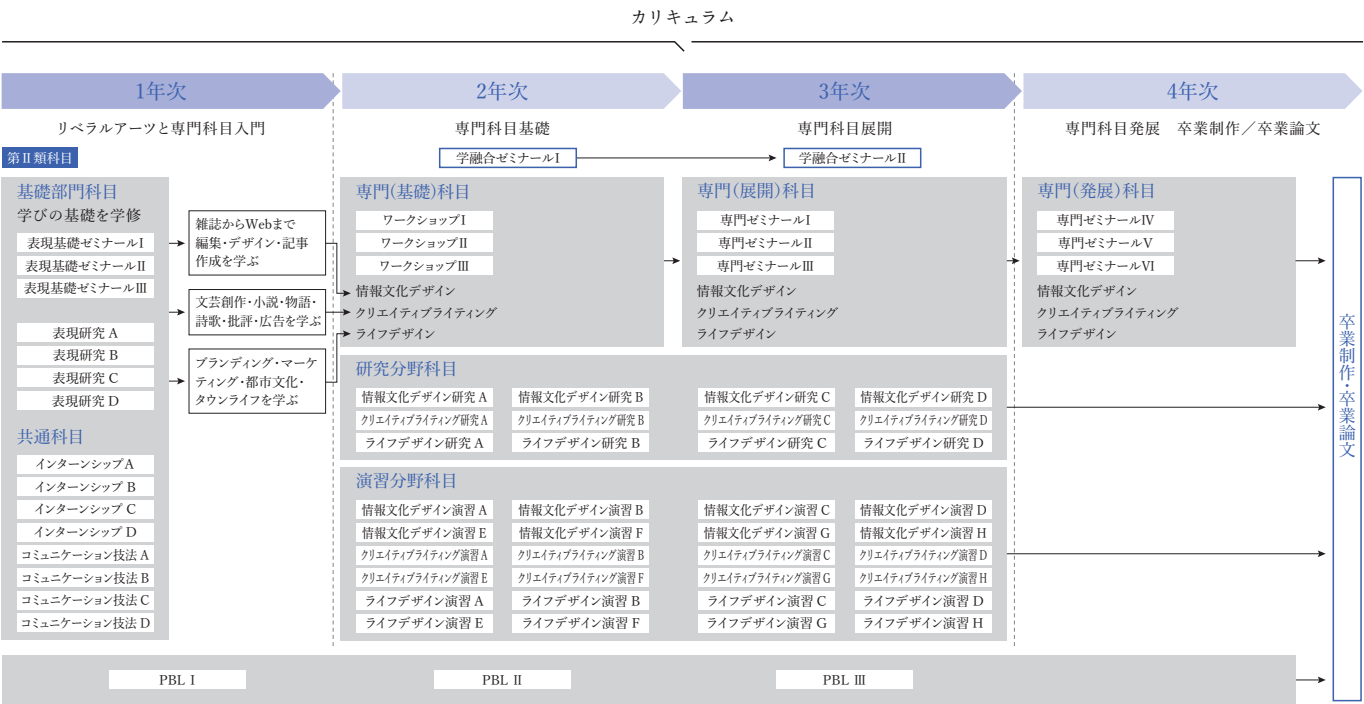 カリキュラム
1年次
2年次
3年次
4年次
リベラルアーツと専門科目入門
専門科目基礎
専門科目展開
専門科目発展　卒業制作／卒業論文
第Ⅱ類科目
学融合ゼミナールⅠ
学融合ゼミナールⅡ
基礎部門科目
学びの基礎を学修
表現基礎ゼミナールⅠ
表現基礎ゼミナールⅡ
表現基礎ゼミナールⅢ
表現研究 A
表現研究 B
表現研究 C
表現研究 D
共通科目
インターンシップA
インターンシップ B
インターンシップ C
インターンシップ D
コミュニケーション技法 A
コミュニケーション技法 B
コミュニケーション技法 C
コミュニケーション技法 D
雑誌からWebまで
編集・デザイン・記事
作成を学ぶ
文芸創作・小説・物語・
詩歌・批評・広告を学ぶ
ブランディング・マーケ
ティング・都市文化・
タウンライフを学ぶ
専門(基礎)科目
ワークショップⅠ
ワークショップⅡ
ワークショップⅢ
情報文化デザイン
クリエイティブライティング
ライフデザイン
専門(展開)科目
専門ゼミナールⅠ
専門ゼミナールⅡ
専門ゼミナールⅢ
情報文化デザイン
クリエイティブライティング
ライフデザイン
専門(発展)科目
専門ゼミナールⅣ
専門ゼミナールⅤ
専門ゼミナールⅥ
情報文化デザイン
クリエイティブライティング
ライフデザイン
研究分野科目
情報文化デザイン研究 A
情報文化デザイン研究 B
情報文化デザイン研究 C
情報文化デザイン研究 D
クリエイティブライティング研究 A
クリエイティブライティング研究 B
クリエイティブライティング研究 C
クリエイティブライティング研究 D
ライフデザイン研究 A
ライフデザイン研究 B
ライフデザイン研究 C
ライフデザイン研究 D
演習分野科目
情報文化デザイン演習 A
情報文化デザイン演習 B
情報文化デザイン演習 C
情報文化デザイン演習 D
情報文化デザイン演習 E
情報文化デザイン演習 F
情報文化デザイン演習 G
情報文化デザイン演習 H
クリエイティブライティング演習 A
クリエイティブライティング演習 B
クリエイティブライティング演習 C
クリエイティブライティング演習 D
クリエイティブライティング演習 E
クリエイティブライティング演習 F
クリエイティブライティング演習 G
クリエイティブライティング演習 H
ライフデザイン演習 A
ライフデザイン演習 B
ライフデザイン演習 C
ライフデザイン演習 D
ライフデザイン演習 E
ライフデザイン演習 F
ライフデザイン演習 G
ライフデザイン演習 H
PBL Ⅰ
PBL Ⅱ
PBL Ⅲ
卒業制作・卒業論文